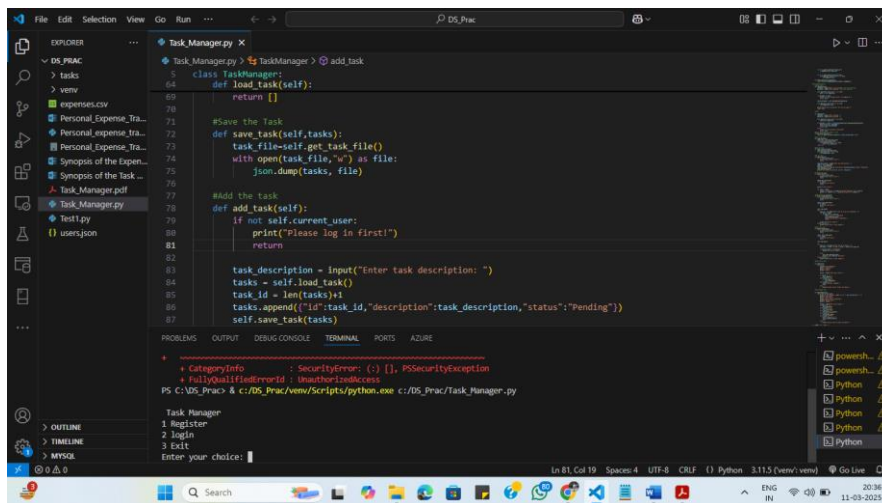 File Edit Selection View Go Run ...
DS_Prac
EXPLORER
DS_PRAC
> tasks
> venv
expenses.csv
Personal_Expense_Tra...
Personal_expense_tra...
Personal_Expense_Tra...
Synopsis of the Expen...
Synopsis of the Task ...
Task_Manager.pdf
Task_Manager.py
Test1.py
{} users.json
> OUTLINE
> TIMELINE
> MYSQL
Task_Manager.py X
Task_Manager.py > TaskManager > add_task
5 class TaskManager:
64 def load_task(self):
69 return []
70
71 #Save the Task
72 def save_task(self,tasks):
73 task_file=self.get_task_file()
74 with open(task_file,"w") as file:
75 json.dump(tasks, file)
76
77 #Add the task
78 def add_task(self):
79 if not self.current_user:
80 print("Please log in first!")
81 return
82
83 task_description = input("Enter task description: ")
84 tasks = self.load_task()
85 task_id = len(tasks)+1
86 tasks.append({"id":task_id,"description":task_description,"status":"Pending"})
87 self.save_task(tasks)
PROBLEMS OUTPUT DEBUG CONSOLE TERMINAL PORTS AZURE
+ CategoryInfo : SecurityError: (:) [], PSSecurityException
+ FullyQualifiedErrorId : UnauthorizedAccess
PS C:\DS_Prac> & c:/DS_Prac/venv/Scripts/python.exe c:/DS_Prac/Task_Manager.py
Task Manager
1 Register
2 login
3 Exit
Enter your choice:
powersh...
powersh...
Python
Python
Python
Python
Python
0 0 Ln 81, Col 19 Spaces: 4 UTF-8 CRLF {} Python 3.11.5 ('venv': venv) Go Live
Search
ENG
IN
20:36
11-03-2025